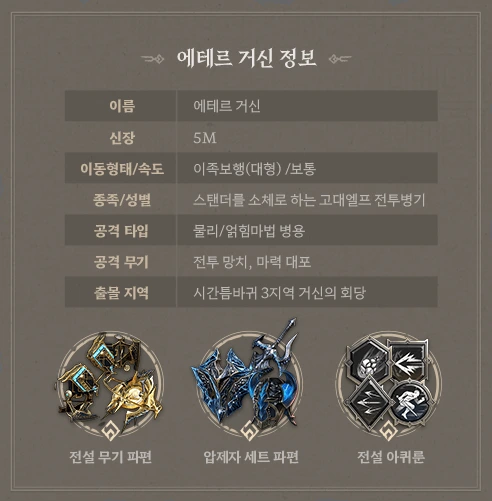 에테르 거신 정보
이름 에테르 거신
신장 5M
이동형태/속도 이족보행(대형) /보통
종족/성별 스탠더를 소체로 하는 고대엘프 전투병기
공격 타입 물리/얽힘마법 병용
공격 무기 전투 망치, 마력 대포
출몰 지역 시간틈바귀 3지역 거신의 회당
전설 무기 파편 압제자 세트 파편 전설 아퀴룬